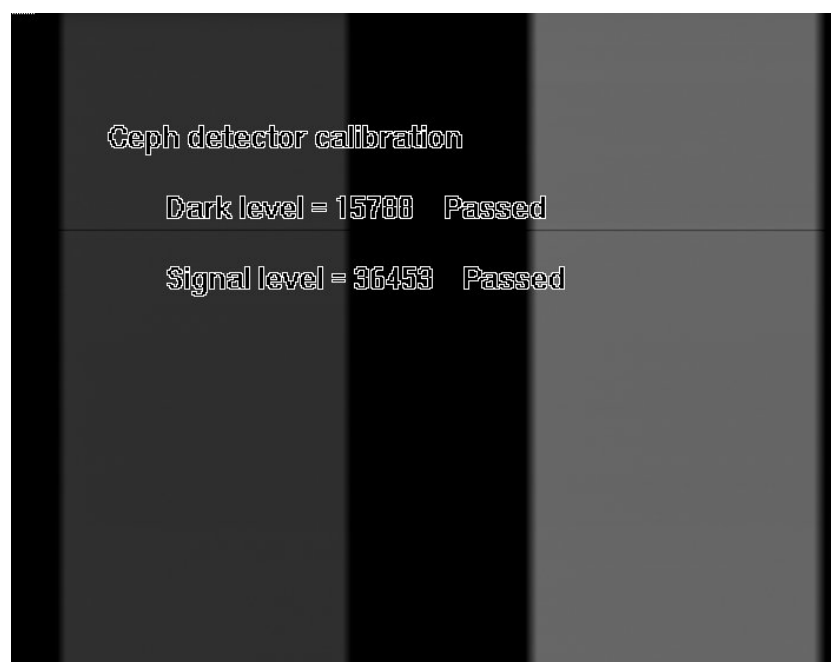 Ceph detector calibration
Dark level = 15788 Passed
Signal level = 36453 Passed